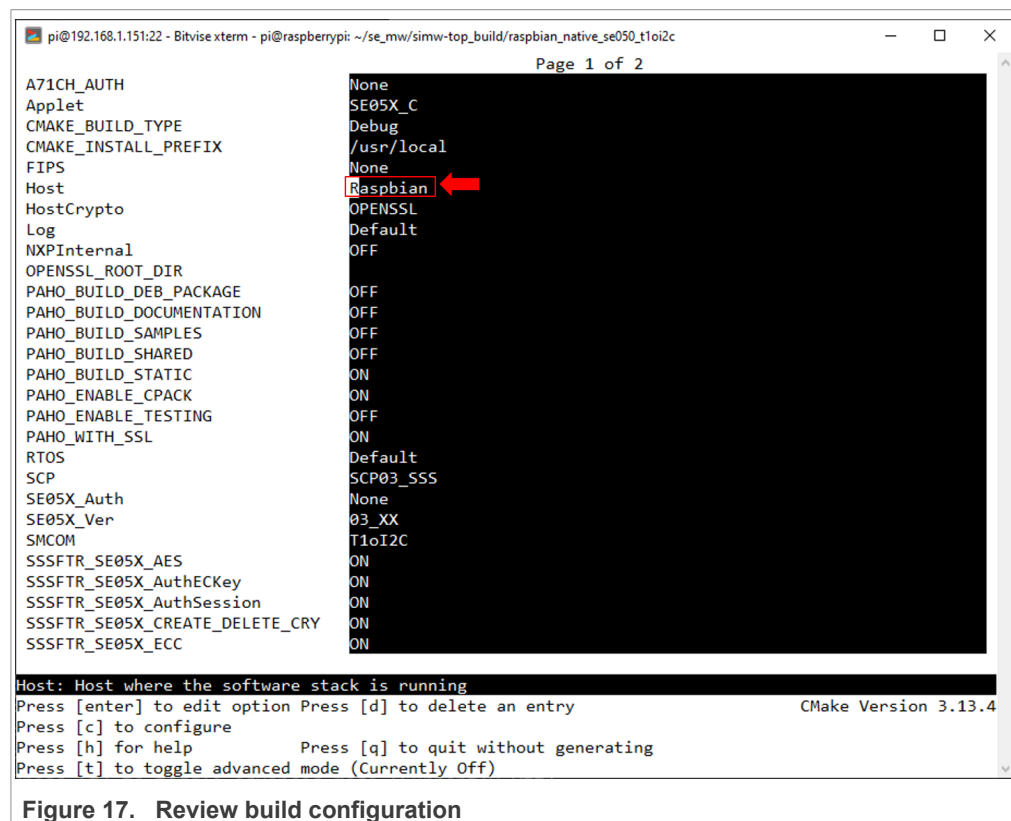 pi@192.168.1.151:22 - Bitvise xterm - pi@raspberrypi: ~/se_mw/simw-top_build/raspbian_native_se050_t1oi2c
Page 1 of 2
A71CH_AUTH None
Applet SE05X_C
CMAKE_BUILD_TYPE Debug
CMAKE_INSTALL_PREFIX /usr/local
FIPS None
Host Raspbian
HostCrypto OPENSSL
Log Default
NXPInternal OFF
OPENSSL_ROOT_DIR
PAHO_BUILD_DEB_PACKAGE OFF
PAHO_BUILD_DOCUMENTATION OFF
PAHO_BUILD_SAMPLES OFF
PAHO_BUILD_SHARED OFF
PAHO_BUILD_STATIC ON
PAHO_ENABLE_CPACK ON
PAHO_ENABLE_TESTING OFF
PAHO_WITH_SSL ON
RTOS Default
SCP SCP03_SSS
SE05X_Auth None
SE05X_Ver 03_XX
SMCOM T1oI2C
SSSFTR_SE05X_AES ON
SSSFTR_SE05X_AuthECKey ON
SSSFTR_SE05X_AuthSession ON
SSSFTR_SE05X_CREATE_DELETE_CRY ON
SSSFTR_SE05X_ECC ON
Host: Host where the software stack is running
Press [enter] to edit option Press [d] to delete an entry CMake Version 3.13.4
Press [c] to configure
Press [h] for help Press [q] to quit without generating
Press [t] to toggle advanced mode (Currently Off)
Figure 17. Review build configuration